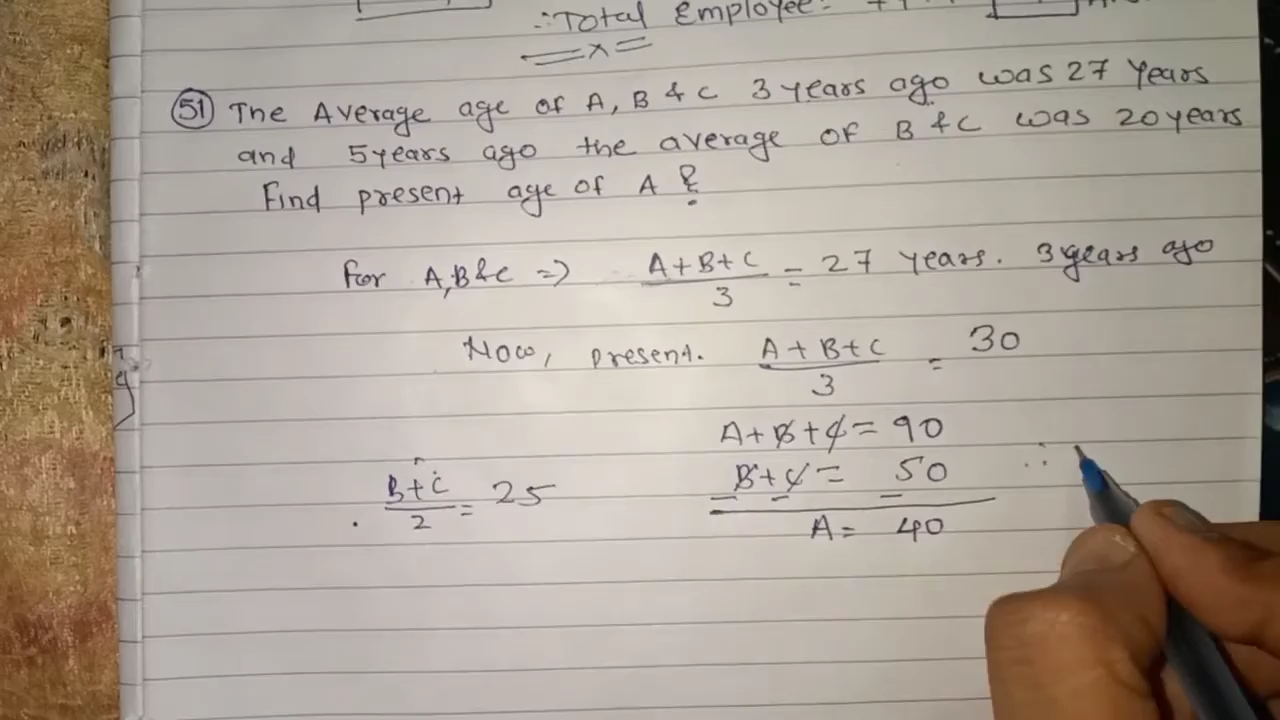 ∴ Total Employee =
= x =
51 The Average age of A, B & C 3 years ago was 27 Years
and 5years ago the average of B & C was 20years
Find present age of A ?
For A,B&C => A+B+C/3 = 27 years. 3years ago
Now, present. A+B+C/3 = 30
A+B+C = 90
B+C/2 = 25
B+C = 50
A = 40
∴